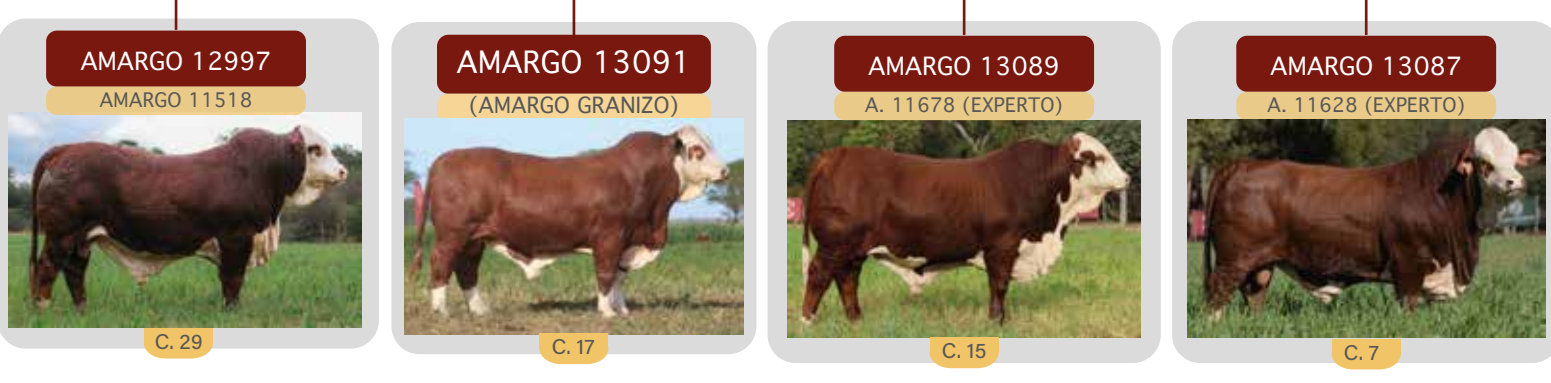 AMARGO 12997
AMARGO 11518
C. 29
AMARGO 13091
(AMARGO GRANIZO)
C. 17
AMARGO 13089
A. 11678 (EXPERTO)
C. 15
AMARGO 13087
A. 11628 (EXPERTO)
C. 7